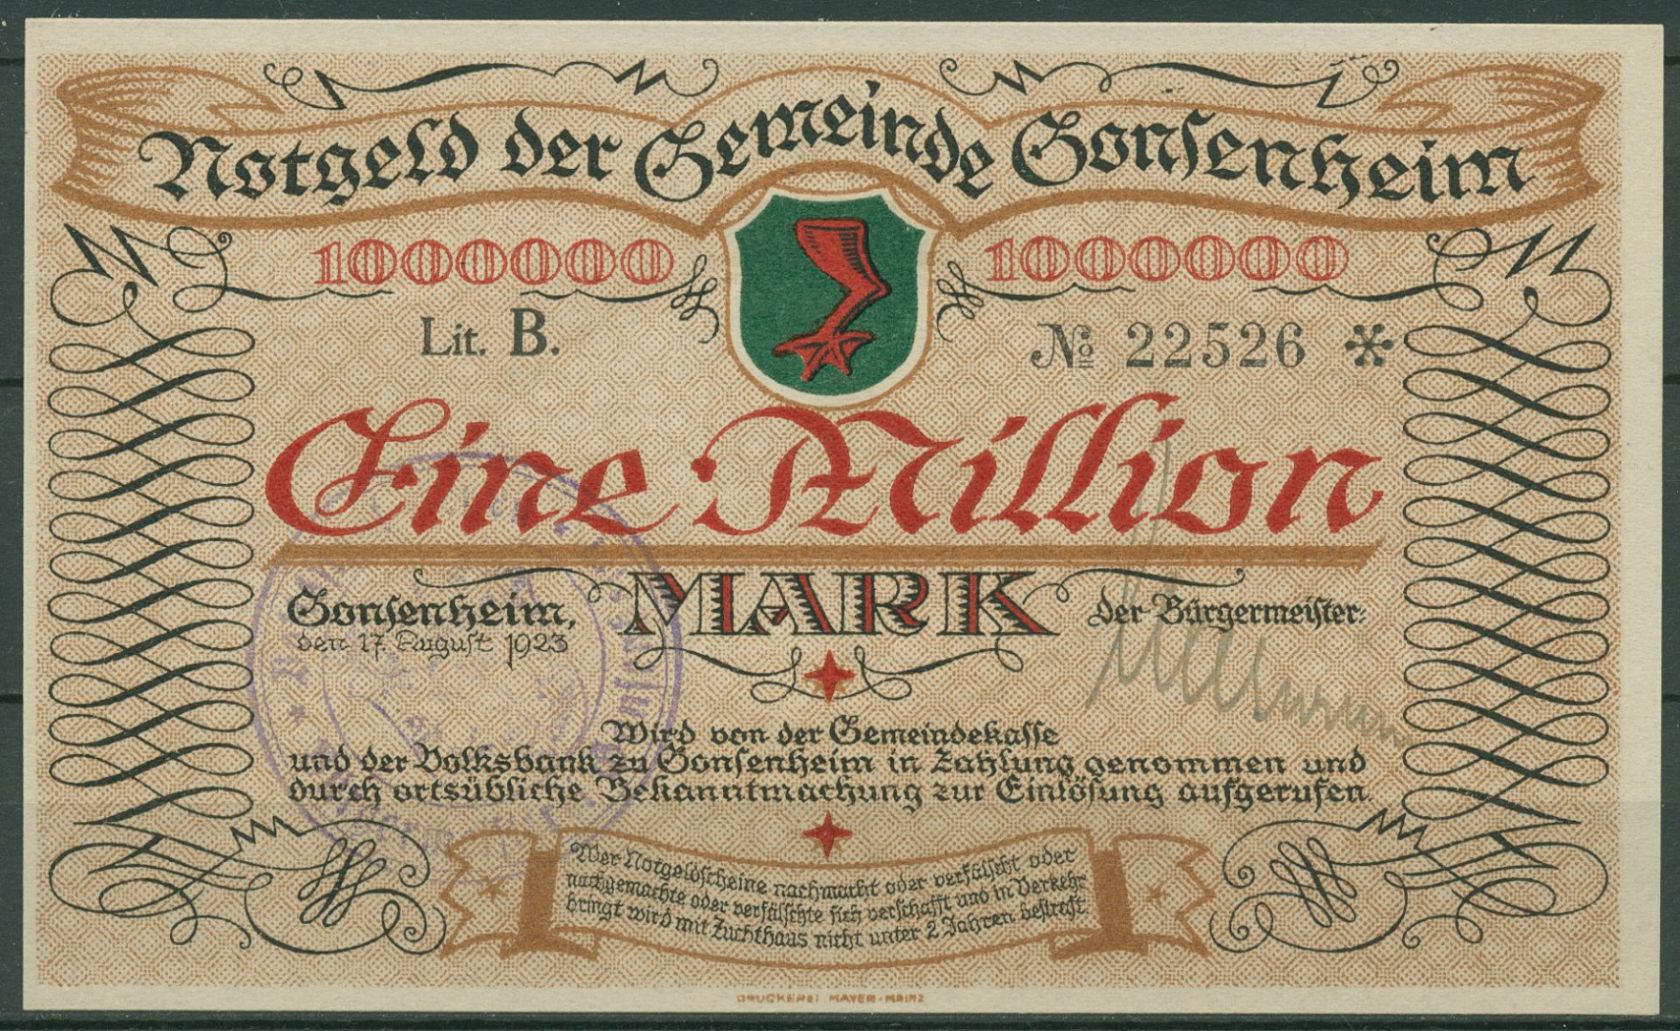 Notgeld der Gemeinde Gonsenheim
1000000 1000000
Lit. B. № 22526 *
Eine Million
MARK
Gonsenheim, der Bürgermeister:
den 17. August 1923
Wird von der Gemeindekasse
und der Volksbank zu Gonsenheim in Zahlung genommen und
durch ortsübliche Bekanntmachung zur Einlösung aufgerufen.
Wer Notgeldscheine nachmacht oder verfälscht oder
nachgemachte oder verfälschte sich verschafft und in Verkehr
bringt wird mit Zuchthaus nicht unter 2 Jahren bestraft
DRUCKEREI MAYER-MAINZ